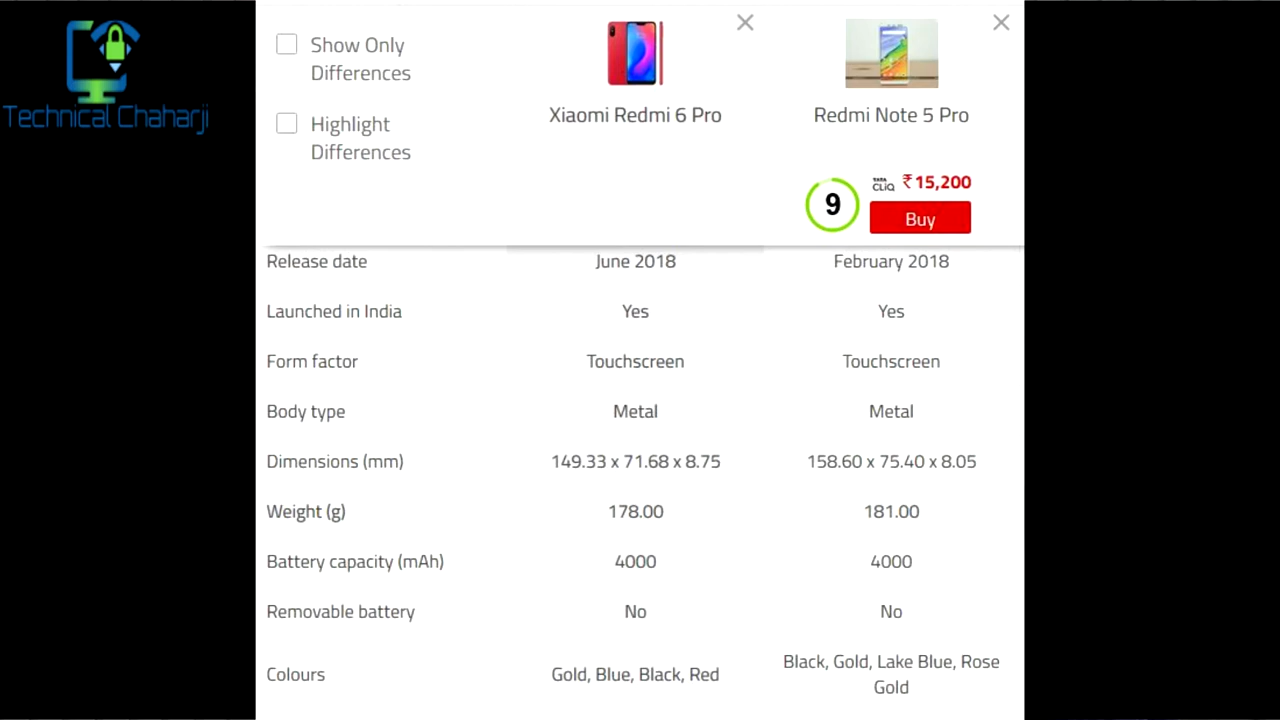 Technical Chaharji
Show Only
Differences
Highlight
Differences
Xiaomi Redmi 6 Pro
Redmi Note 5 Pro
9
TATA
CLiQ
₹15,200
Buy
Release date June 2018 February 2018
Launched in India Yes Yes
Form factor Touchscreen Touchscreen
Body type Metal Metal
Dimensions (mm) 149.33 x 71.68 x 8.75 158.60 x 75.40 x 8.05
Weight (g) 178.00 181.00
Battery capacity (mAh) 4000 4000
Removable battery No No
Colours Gold, Blue, Black, Red Black, Gold, Lake Blue, Rose
Gold